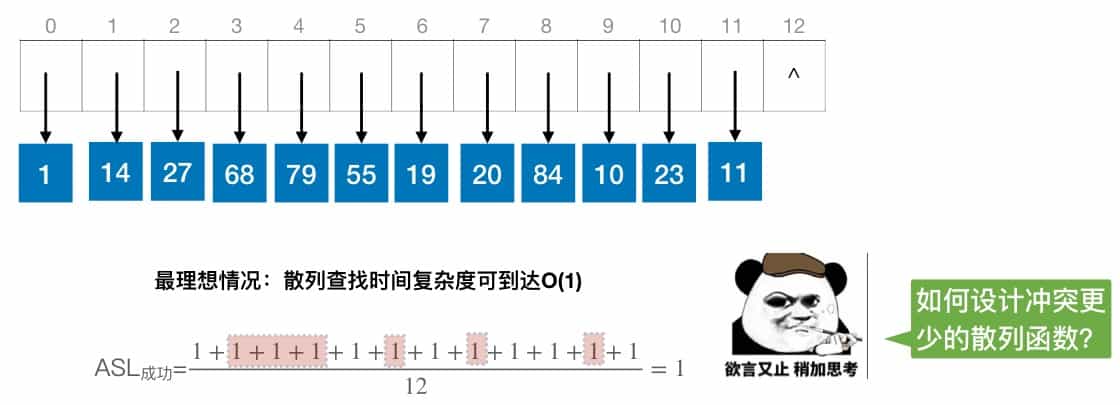 0 1 2 3 4 5 6 7 8 9 10 11 12
^
1 14 27 68 79 55 19 20 84 10 23 11
最理想情况：散列查找时间复杂度可到达O(1)
如何设计冲突更
少的散列函数？
1 + 1 + 1 + 1 + 1 + 1 + 1 + 1 + 1 + 1 + 1 + 1
ASL成功= = 1
12
欲言又止 稍加思考